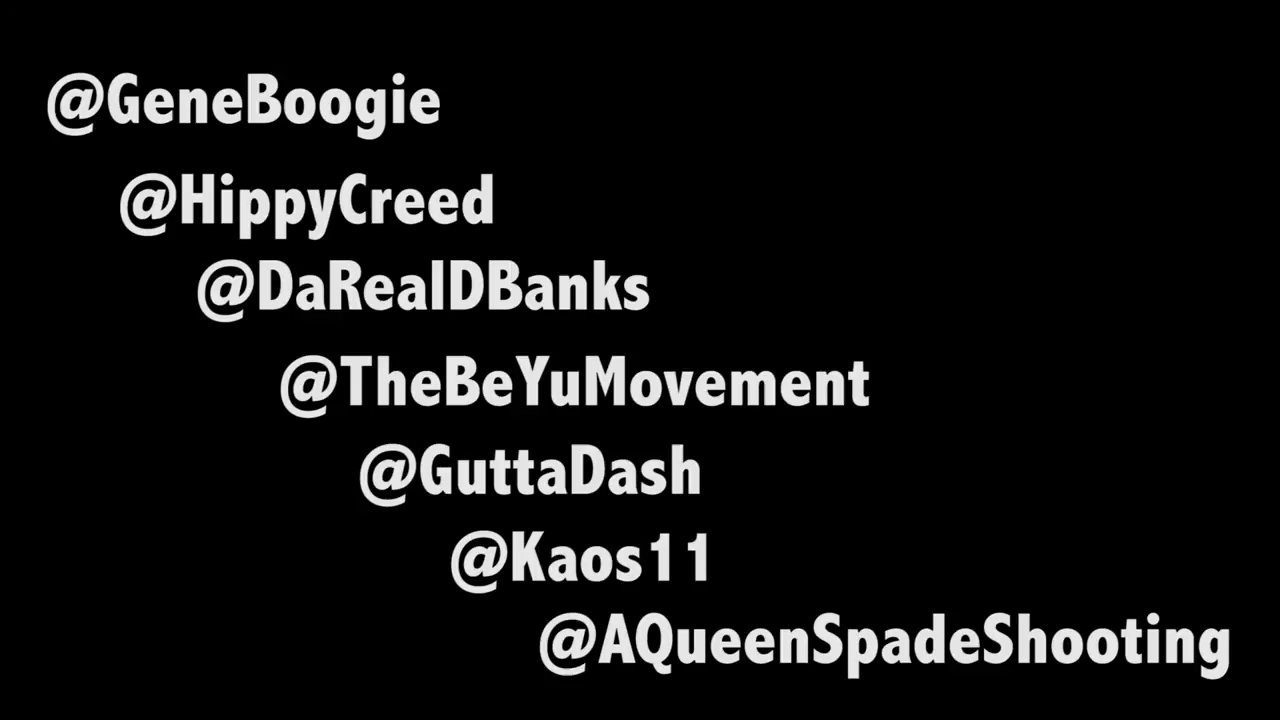 @GeneBoogie
@HippyCreed
@DaRealDBanks
@TheBeYuMovement
@GuttaDash
@Kaos11
@AQueenSpadeShooting